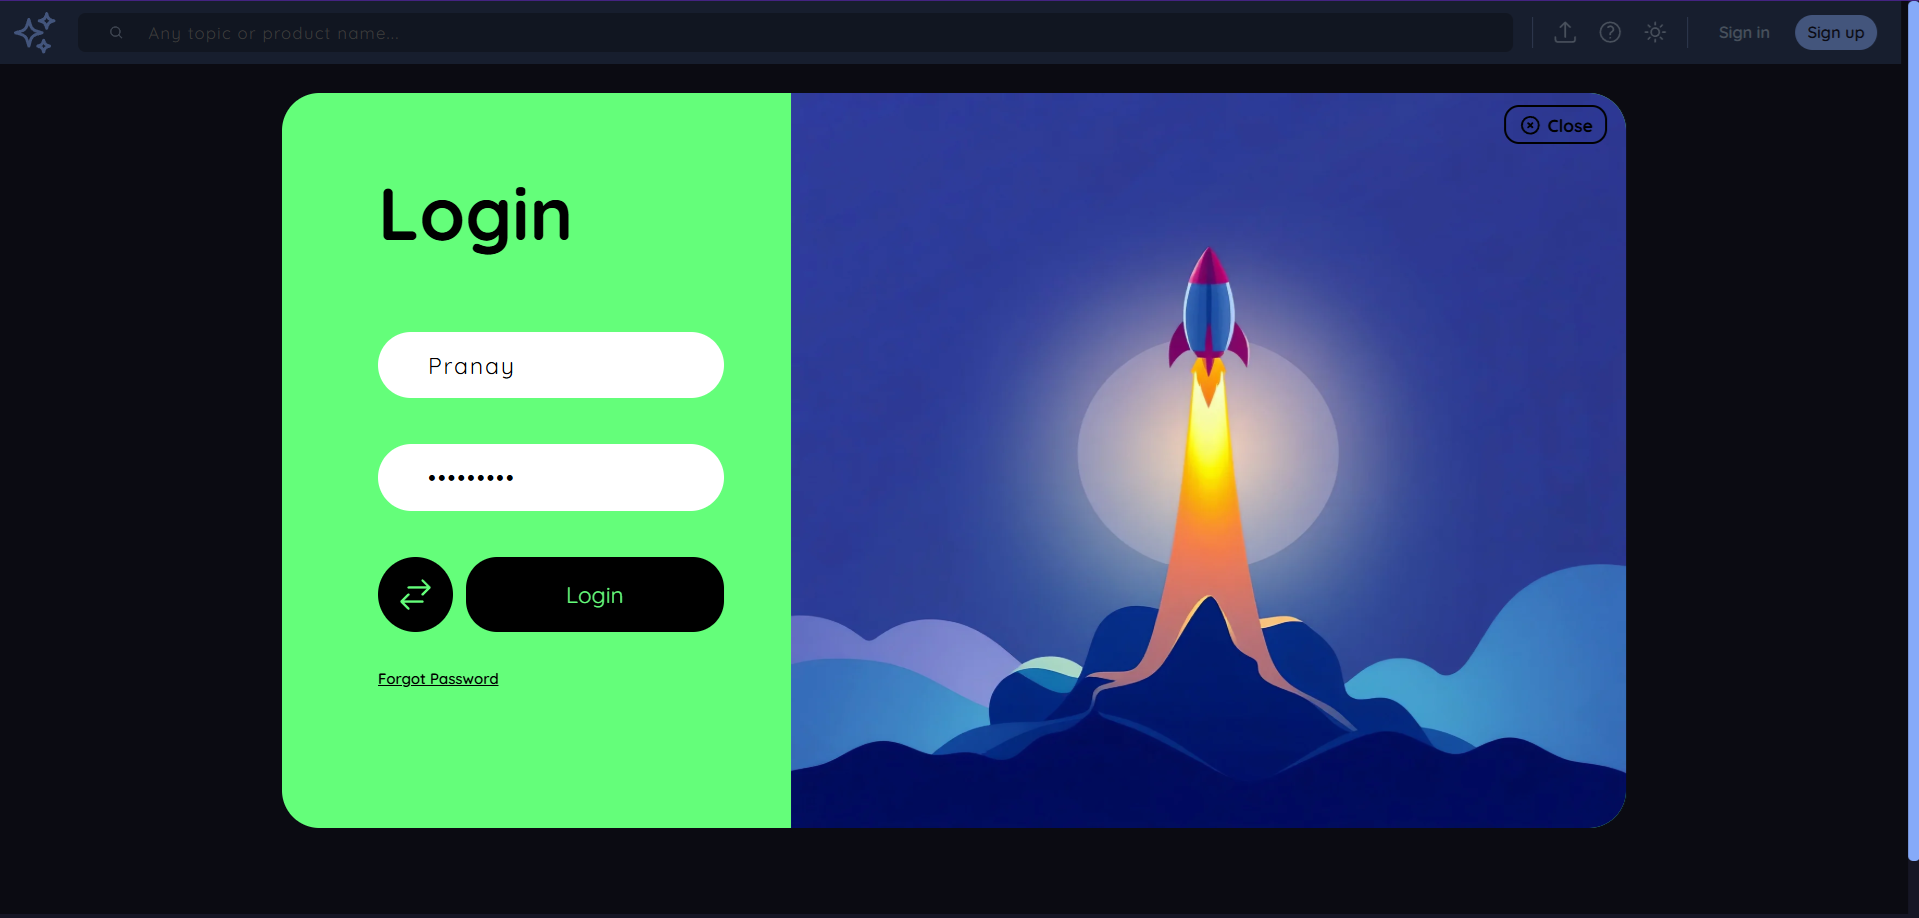 Any topic or product name...
Sign in
Sign up
Close
Login
Pranay
•••••••••
Login
Forgot Password